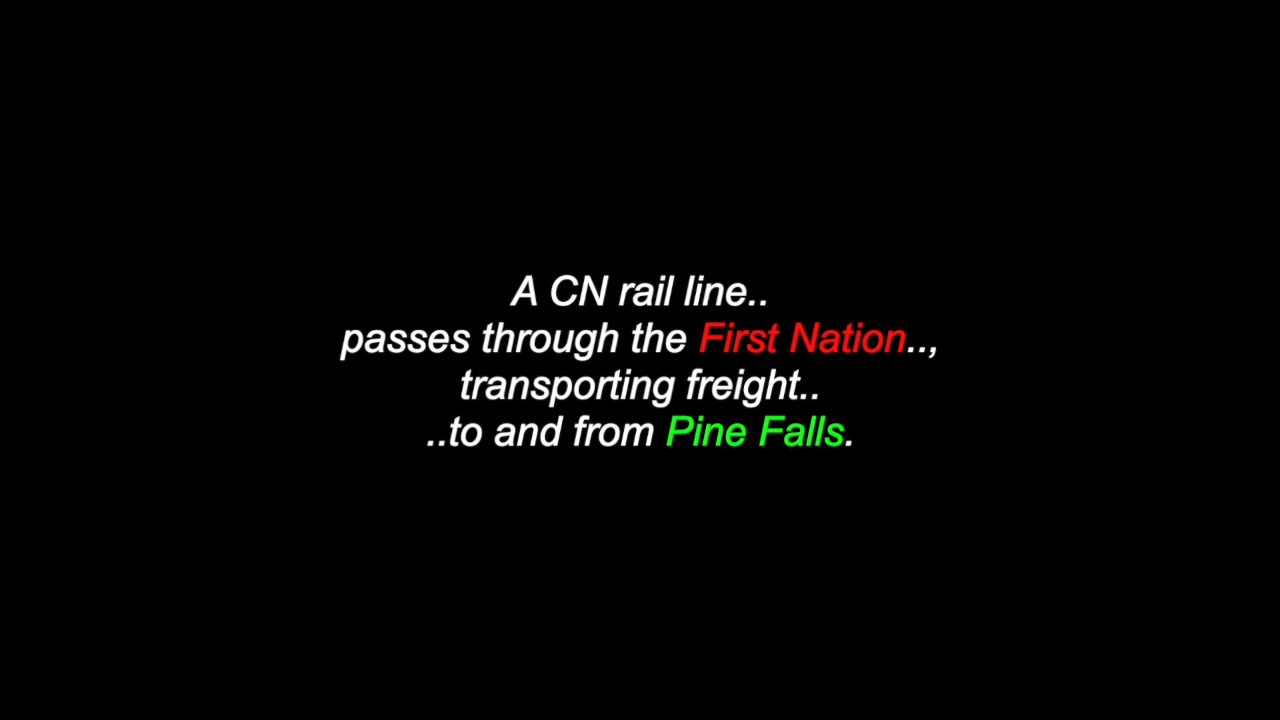 A CN rail line..
passes through the First Nation..,
transporting freight..
..to and from Pine Falls.